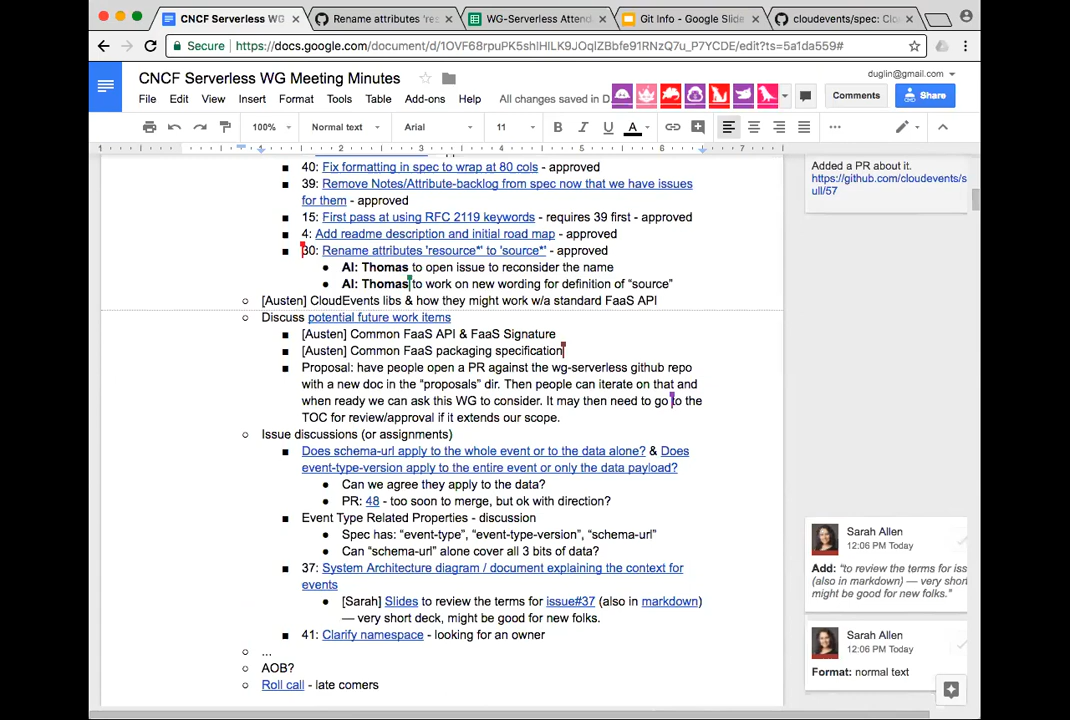 CNCF Serverless WG
Rename attributes 'res
WG-Serverless Attend
Git Info - Google Slide
cloudevents/spec: Clo
Secure
https://docs.google.com/document/d/1OVF68rpuPK5shIHILK9JOqlZBbfe91RNzQ7u_P7YCDE/edit?ts=5a1da559#
CNCF Serverless WG Meeting Minutes
duglin@gmail.com
File Edit View Insert Format Tools Table Add-ons Help All changes saved in D
Comments
Share
100% Normal text Arial 11 B I U A
1 1 2 3 4 5 6 7
40: Fix formatting in spec to wrap at 80 cols - approved
39: Remove Notes/Attribute-backlog from spec now that we have issues
for them - approved
15: First pass at using RFC 2119 keywords - requires 39 first - approved
4: Add readme description and initial road map - approved
30: Rename attributes 'resource*' to 'source*' - approved
AI: Thomas to open issue to reconsider the name
AI: Thomas to work on new wording for definition of “source”
[Austen] CloudEvents libs & how they might work w/a standard FaaS API
Discuss potential future work items
[Austen] Common FaaS API & FaaS Signature
[Austen] Common FaaS packaging specification
Proposal: have people open a PR against the wg-serverless github repo
with a new doc in the “proposals” dir. Then people can iterate on that and
when ready we can ask this WG to consider. It may then need to go to the
TOC for review/approval if it extends our scope.
Issue discussions (or assignments)
Does schema-url apply to the whole event or to the data alone? & Does
event-type-version apply to the entire event or only the data payload?
Can we agree they apply to the data?
PR: 48 - too soon to merge, but ok with direction?
Event Type Related Properties - discussion
Spec has: “event-type”, “event-type-version”, “schema-url”
Can “schema-url” alone cover all 3 bits of data?
37: System Architecture diagram / document explaining the context for
events
[Sarah] Slides to review the terms for issue#37 (also in markdown)
— very short deck, might be good for new folks.
41: Clarify namespace - looking for an owner
...
AOB?
Roll call - late comers
Added a PR about it.
https://github.com/cloudevents/s
ull/57
Sarah Allen
12:06 PM Today
Add: “to review the terms for iss
(also in markdown) — very short
might be good for new folks.”
Sarah Allen
12:06 PM Today
Format: normal text